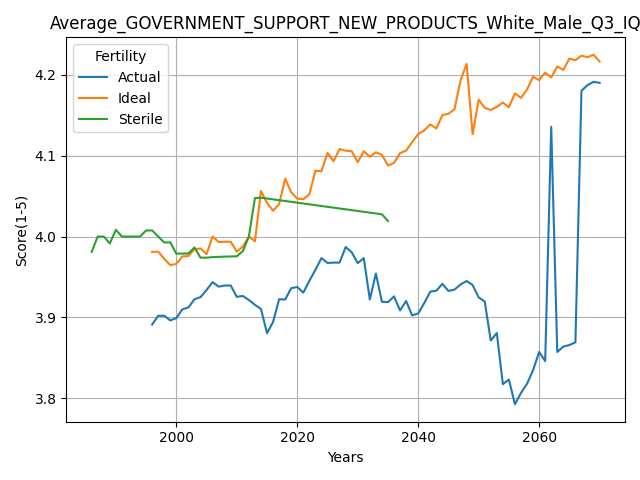 Average_GOVERNMENT_SUPPORT_NEW_PRODUCTS_White_Male_Q3_IQ
Fertility
Actual
Ideal
Sterile
Score(1-5)
4.2
4.1
4.0
3.9
3.8
2000 2020 2040 2060
Years